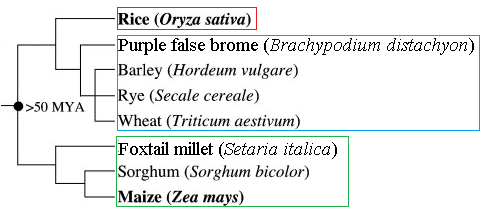 Rice (Oryza sativa)
Purple false brome (Brachypodium distachyon)
Barley (Hordeum vulgare)
>50 MYA
Rye (Secale cereale)
Wheat (Triticum aestivum)
Foxtail millet (Setaria italica)
Sorghum (Sorghum bicolor)
Maize (Zea mays)